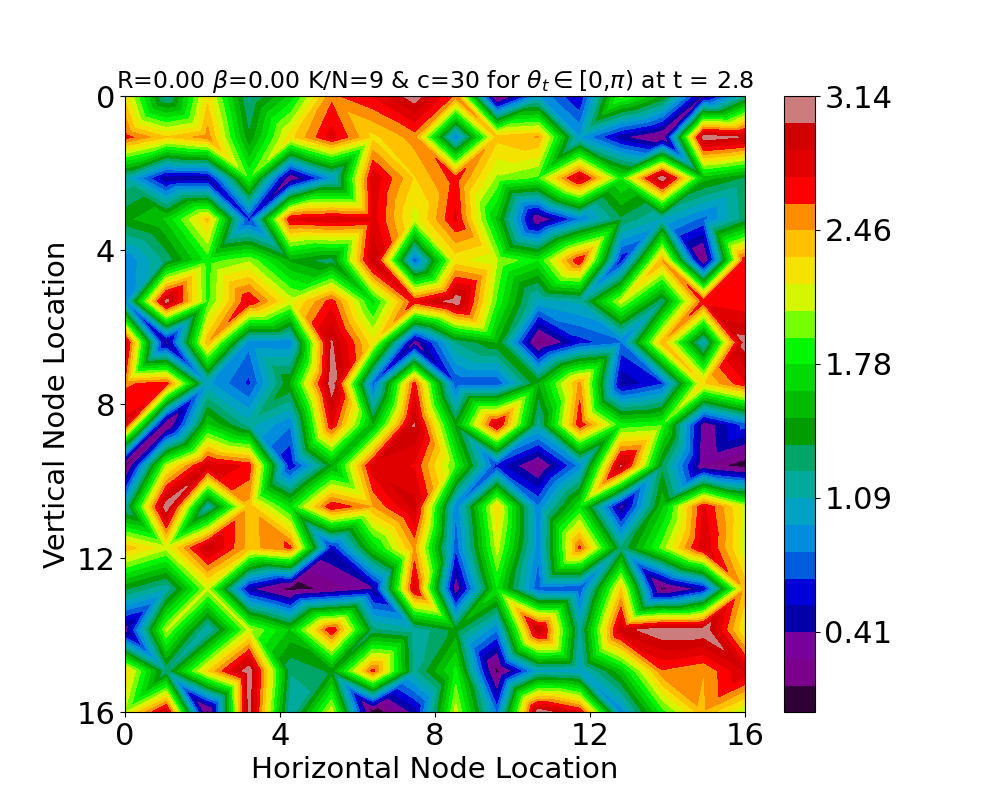 R=0.00 β=0.00 K/N=9 & c=30 for θₜ ∈ [0,π) at t = 2.8
0
4
8
12
16
Vertical Node Location
0 4 8 12 16
Horizontal Node Location
3.14
2.46
1.78
1.09
0.41